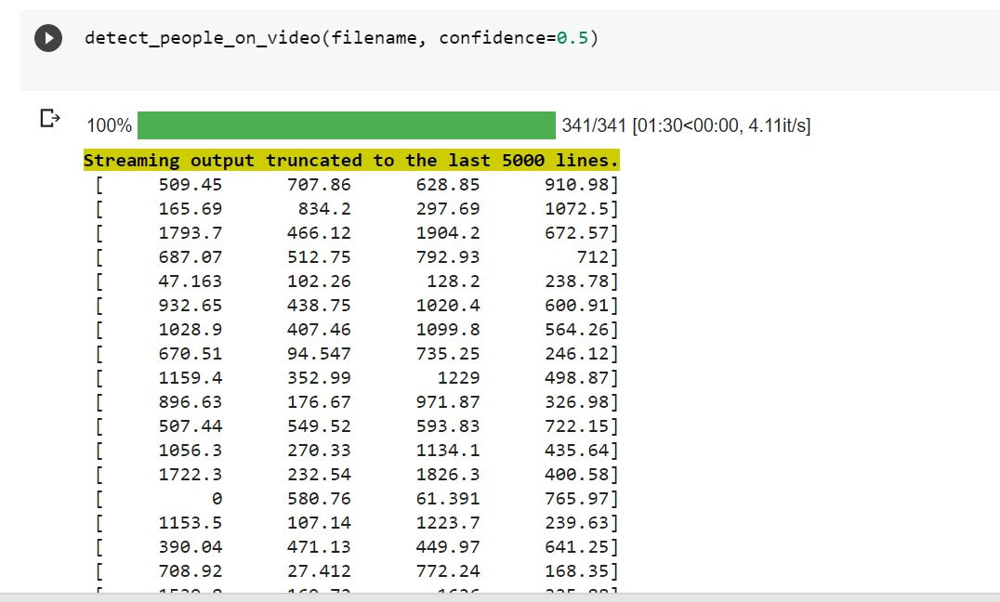 detect_people_on_video(filename, confidence=0.5)
100% 341/341 [01:30<00:00, 4.11it/s]
Streaming output truncated to the last 5000 lines.
[ 509.45 707.86 628.85 910.98]
[ 165.69 834.2 297.69 1072.5]
[ 1793.7 466.12 1904.2 672.57]
[ 687.07 512.75 792.93 712]
[ 47.163 102.26 128.2 238.78]
[ 932.65 438.75 1020.4 600.91]
[ 1028.9 407.46 1099.8 564.26]
[ 670.51 94.547 735.25 246.12]
[ 1159.4 352.99 1229 498.87]
[ 896.63 176.67 971.87 326.98]
[ 507.44 549.52 593.83 722.15]
[ 1056.3 270.33 1134.1 435.64]
[ 1722.3 232.54 1826.3 400.58]
[ 0 580.76 61.391 765.97]
[ 1153.5 107.14 1223.7 239.63]
[ 390.04 471.13 449.97 641.25]
[ 708.92 27.412 772.24 168.35]